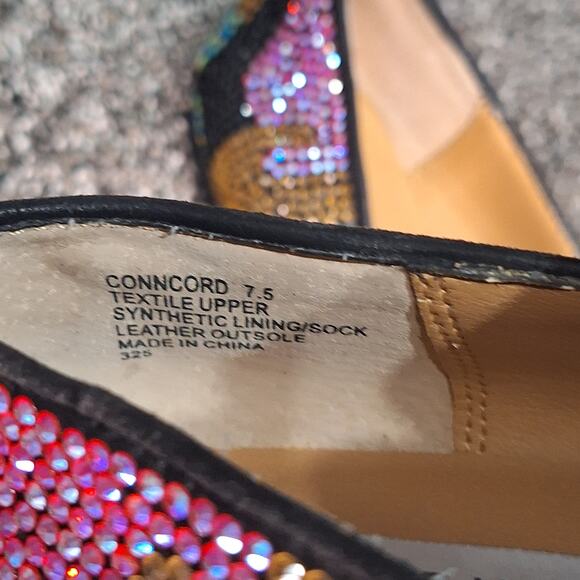 CONNCORD 7.5
TEXTILE UPPER
SYNTHETIC LINING/SOCK
LEATHER OUTSOLE
MADE IN CHINA
325